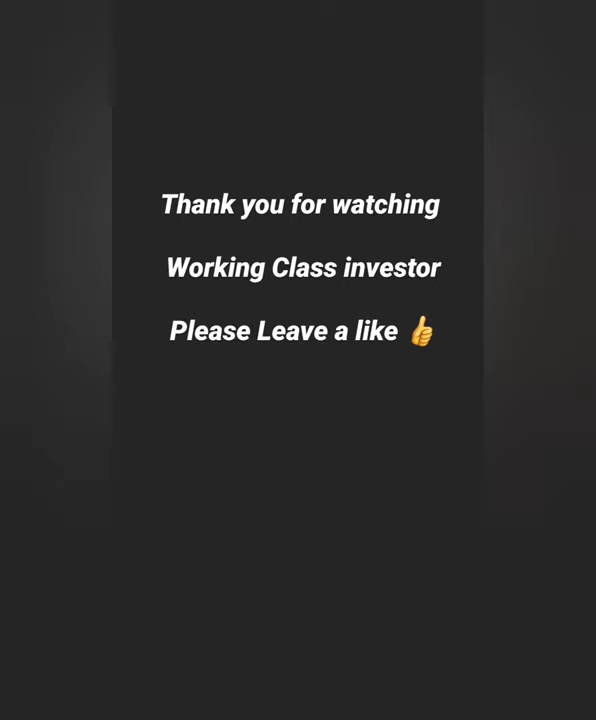 Thank you for watching
Working Class investor
Please Leave a like 👍